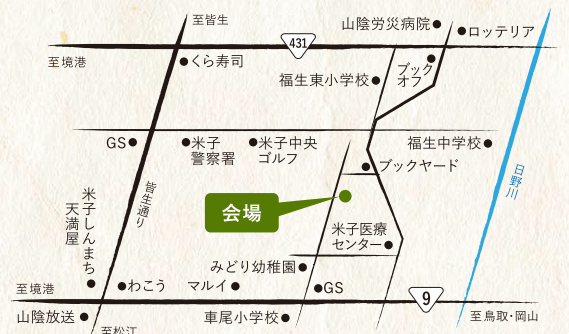 至皆生
山陰労災病院
ロッテリア
431
至境港
くら寿司
福生東小学校
ブック
オフ
GS
米子
警察署
米子中央
ゴルフ
福生中学校
ブックヤード
日野川
皆生通り
米子しんまち
天満屋
会場
米子医療
センター
みどり幼稚園
至境港
わこう
マルイ
GS
9
山陰放送
至松江
車尾小学校
至鳥取・岡山